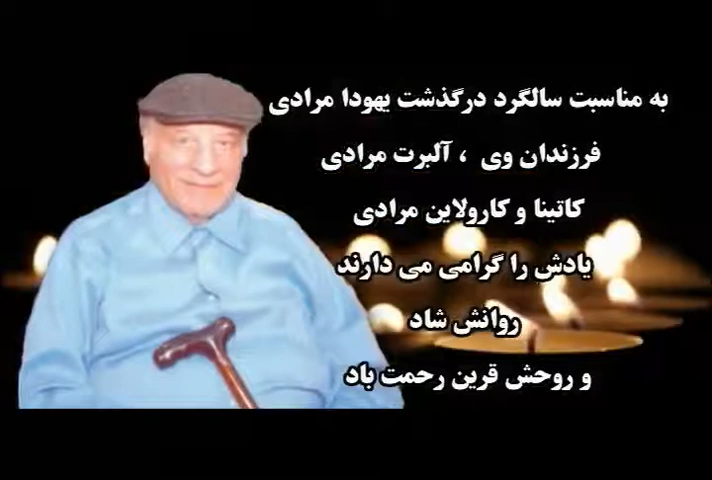 به مناسبت سالگرد درگذشت یهودا مرادی
فرزندان وی ، آلبرت مرادی
کاتینا و کارولاین مرادی
یادش را گرامی می دارند
روانش شاد
و روحش قرین رحمت باد